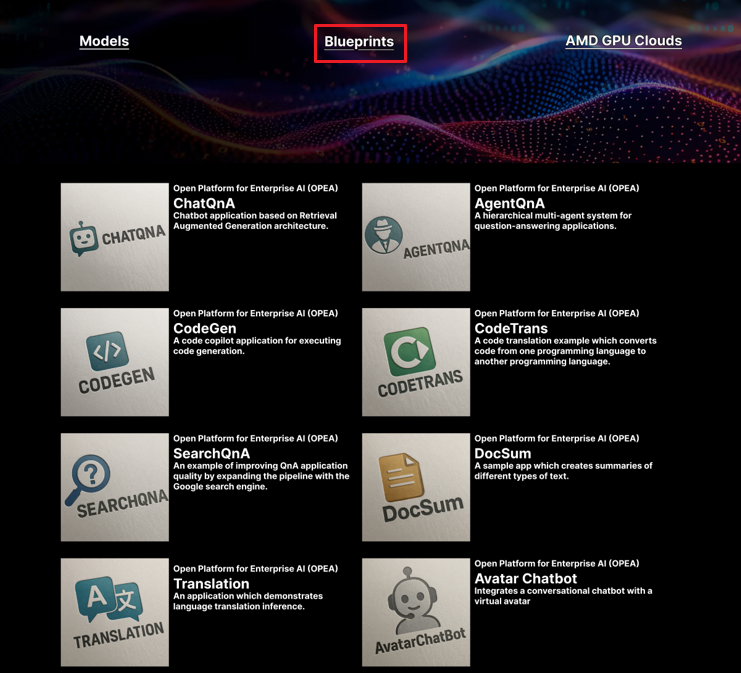 Models
Blueprints
AMD GPU Clouds
CHATQNA
Open Platform for Enterprise AI (OPEA)
ChatQnA
Chatbot application based on Retrieval
Augmented Generation architecture.
AGENTQNA
Open Platform for Enterprise AI (OPEA)
AgentQnA
A hierarchical multi-agent system for
question-answering applications.
</>
CODEGEN
Open Platform for Enterprise AI (OPEA)
CodeGen
A code copilot application for executing
code generation.
C
CODETRANS
Open Platform for Enterprise AI (OPEA)
CodeTrans
A code translation example which converts
code from one programming language to
another programming language.
?
SEARCHQNA
Open Platform for Enterprise AI (OPEA)
SearchQnA
An example of improving QnA application
quality by expanding the pipeline with the
Google search engine.
DocSum
Open Platform for Enterprise AI (OPEA)
DocSum
A sample app which creates summaries of
different types of text.
A 文
TRANSLATION
Open Platform for Enterprise AI (OPEA)
Translation
An application which demonstrates
language translation inference.
AvatarChatBot
Open Platform for Enterprise AI (OPEA)
Avatar Chatbot
Integrates a conversational chatbot with a
virtual avatar